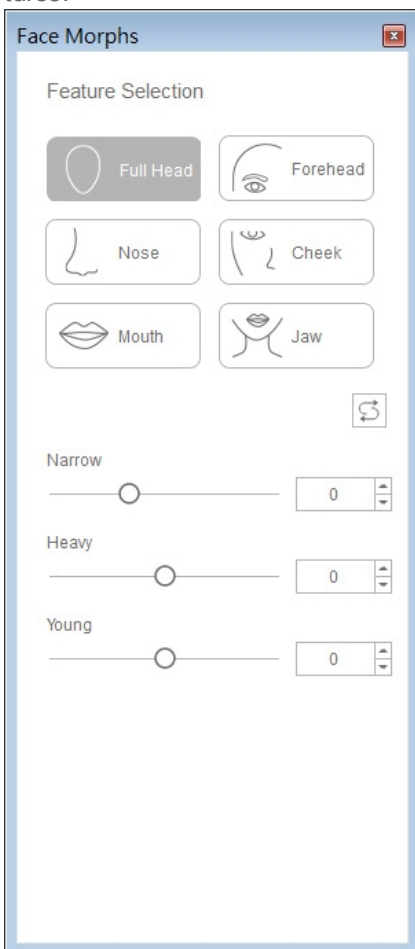 Face Morphs
Feature Selection
Full Head
Forehead
Nose
Cheek
Mouth
Jaw
Narrow
0
Heavy
0
Young
0